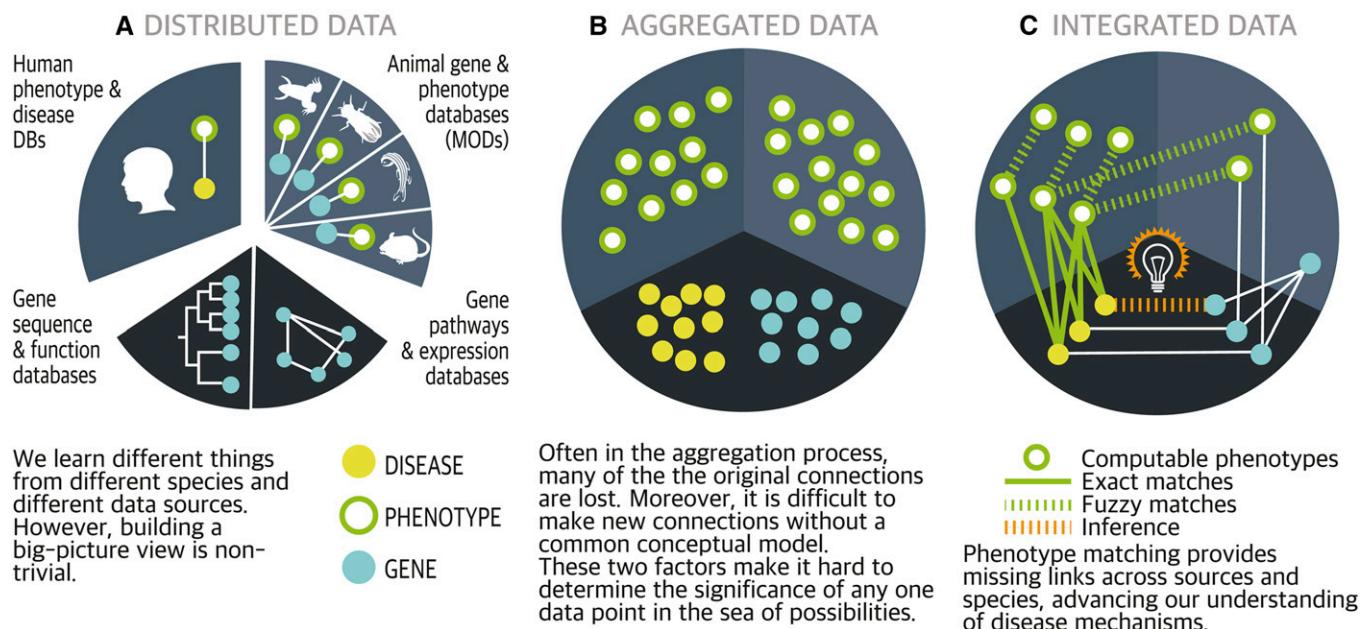 A DISTRIBUTED DATA
Human
phenotype &
disease
DBs
Animal gene &
phenotype
databases
(MODs)
Gene
sequence
& function
databases
Gene
pathways
& expression
databases
We learn different things
from different species and
different data sources.
However, building a
big-picture view is non-
trivial.
DISEASE
PHENOTYPE
GENE
B AGGREGATED DATA
Often in the aggregation process,
many of the the original connections
are lost. Moreover, it is difficult to
make new connections without a
common conceptual model.
These two factors make it hard to
determine the significance of any one
data point in the sea of possibilities.
C INTEGRATED DATA
Computable phenotypes
Exact matches
Fuzzy matches
Inference
Phenotype matching provides
missing links across sources and
species, advancing our understanding
of disease mechanisms.